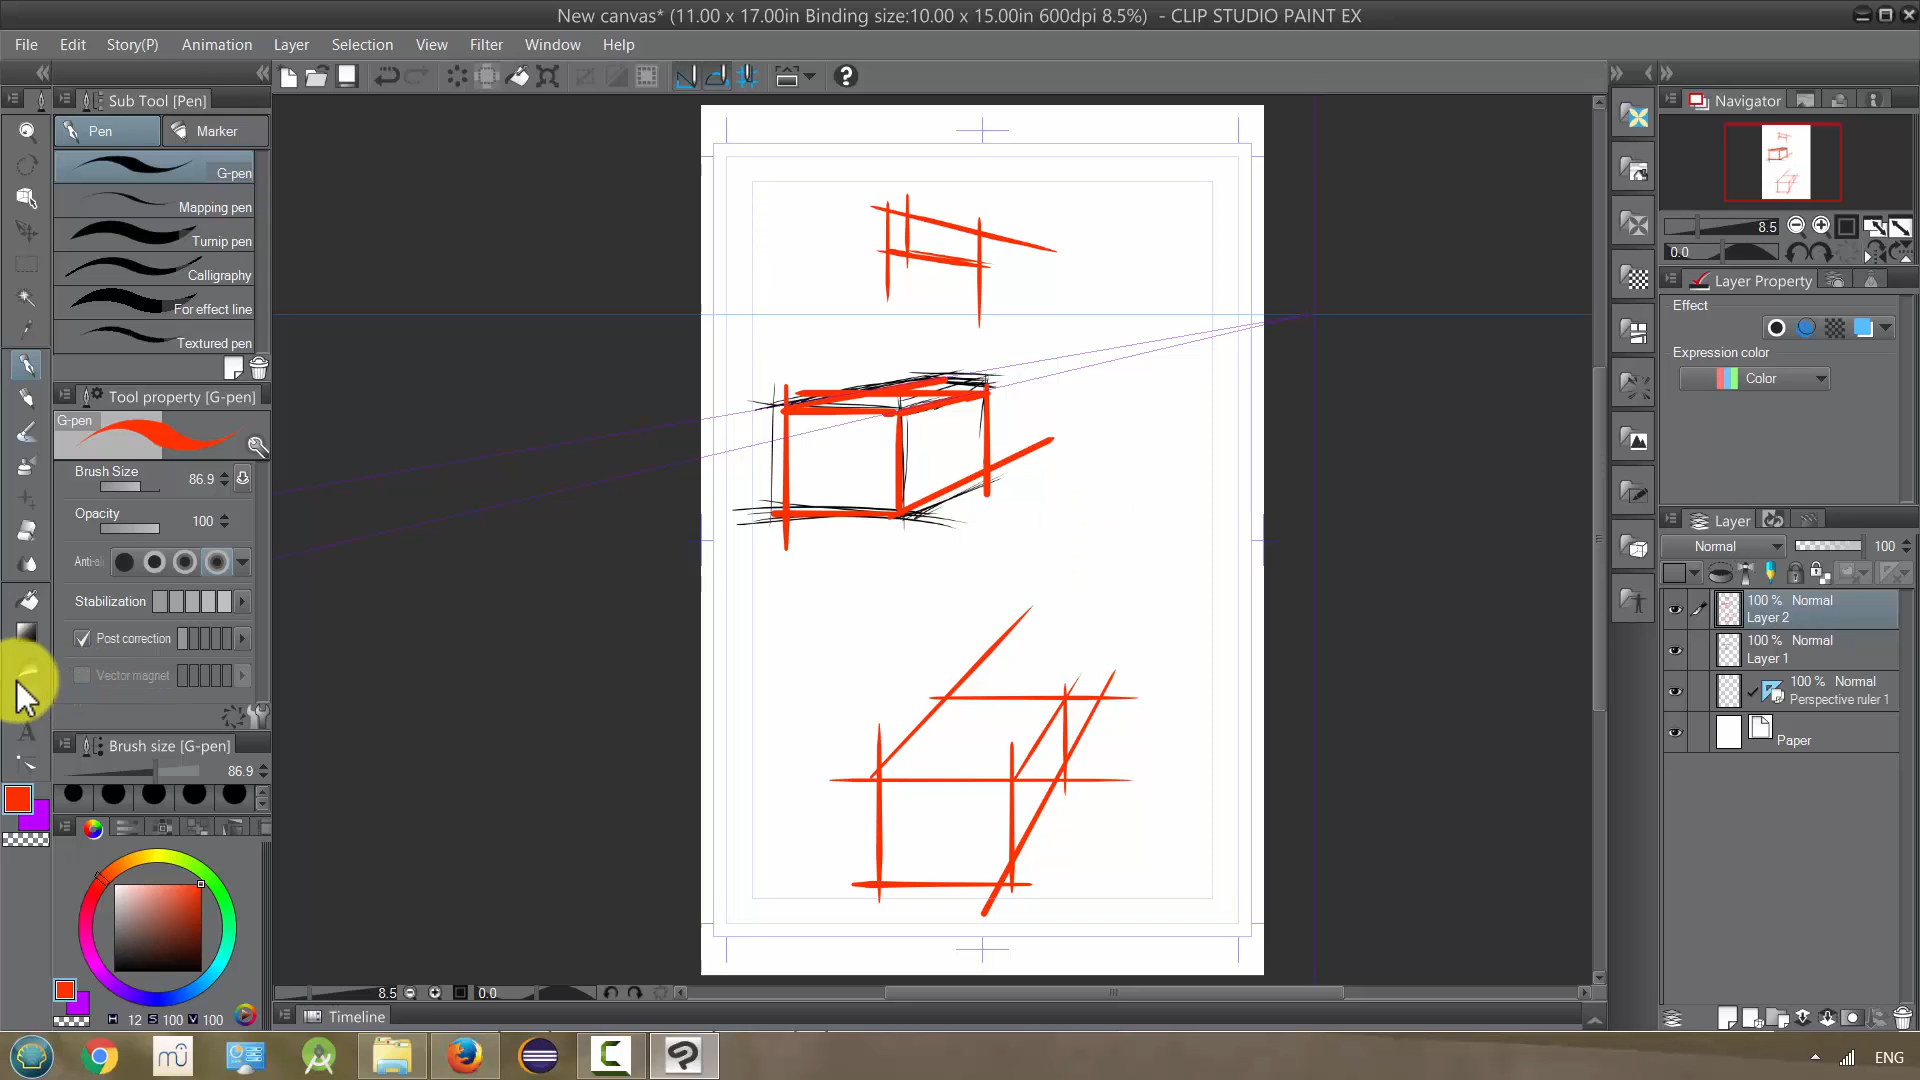 New canvas* (11.00 x 17.00in Binding size:10.00 x 15.00in 600dpi 8.5%) - CLIP STUDIO PAINT EX
File Edit Story(P) Animation Layer Selection View Filter Window Help
Sub Tool [Pen]
Pen Marker
G-pen
Mapping pen
Turnip pen
Calligraphy
For effect line
Textured pen
Tool property [G-pen]
G-pen
Brush Size 86.9
Opacity 100
Anti-
Stabilization
Post correction
Vector magnet
Brush size [G-pen]
86.9
H 12 S 100 V 100
8.5 0.0
Timeline
Navigator
8.5
0.0
Layer Property
Effect
Expression color
Color
Layer
Normal 100
100 % Normal
Layer 2
100 % Normal
Layer 1
100 % Normal
Perspective ruler 1
Paper
ENG